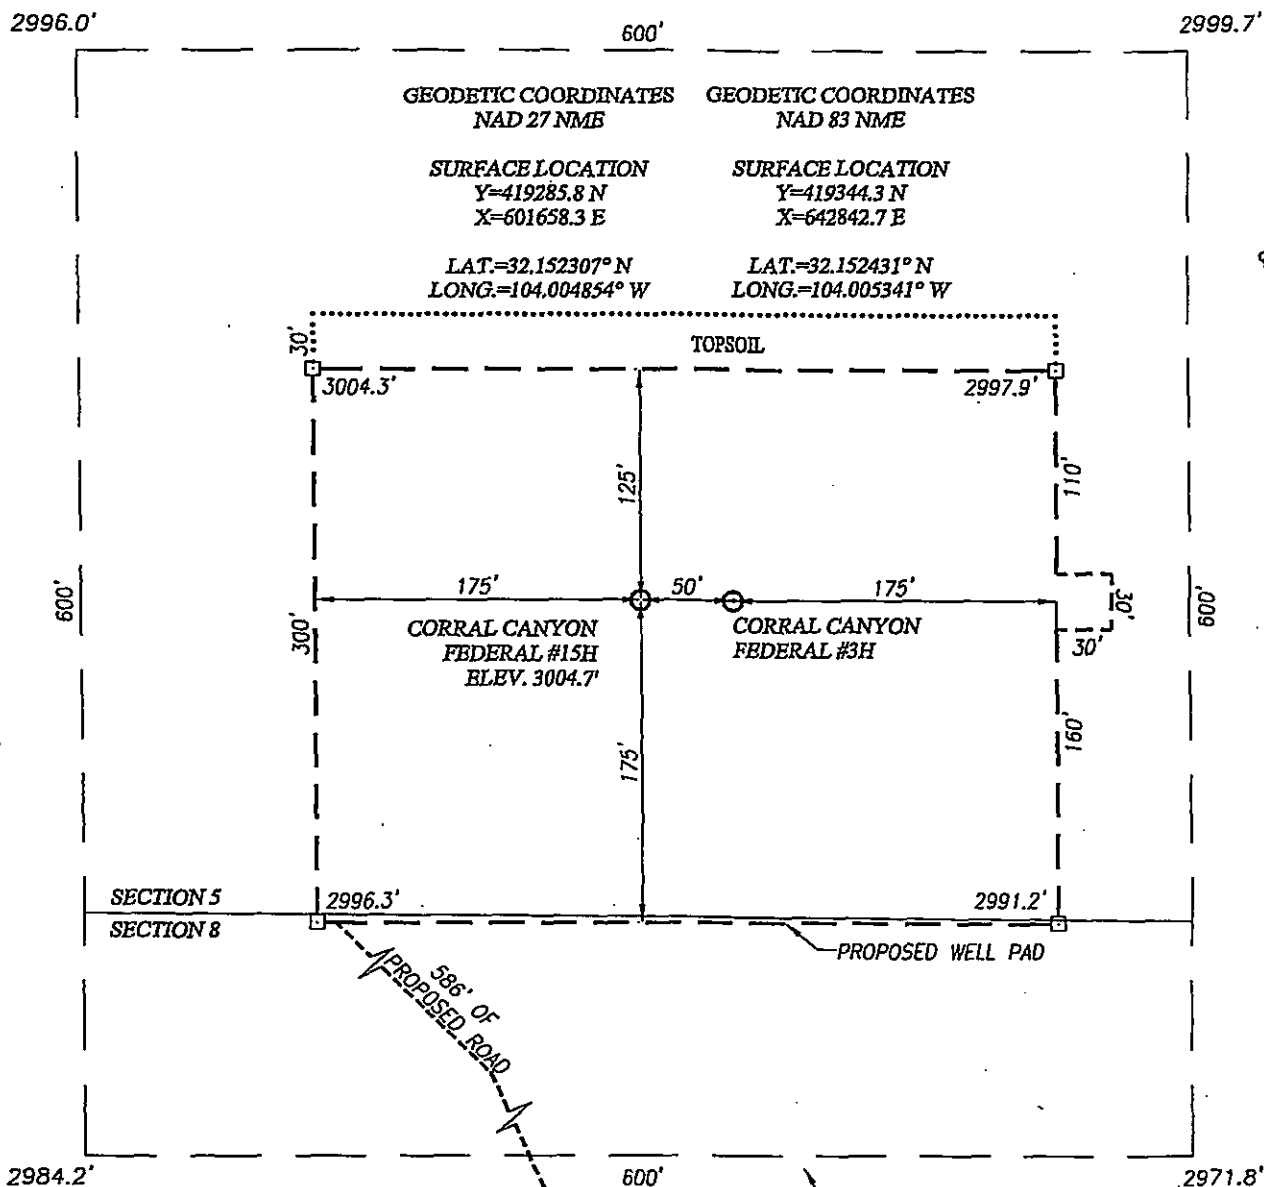 2996.0'
600'
2999.7'
GEODETIC COORDINATES
NAD 27 NME
SURFACE LOCATION
Y=419285.8 N
X=601658.3 E
LAT.=32.152307° N
LONG.=104.004854° W
GEODETIC COORDINATES
NAD 83 NME
SURFACE LOCATION
Y=419344.3 N
X=642842.7 E
LAT.=32.152431° N
LONG.=104.005341° W
30'
TOPSOIL
3004.3'
2997.9'
125'
110'
600'
300'
175'
50'
175'
30'
30'
600'
CORRAL CANYON
FEDERAL #15H
ELEV. 3004.7'
CORRAL CANYON
FEDERAL #3H
175'
160'
SECTION 5
SECTION 8
2996.3'
2991.2'
PROPOSED WELL PAD
586' OF
PROPOSED ROAD
2984.2'
600'
2971.8'